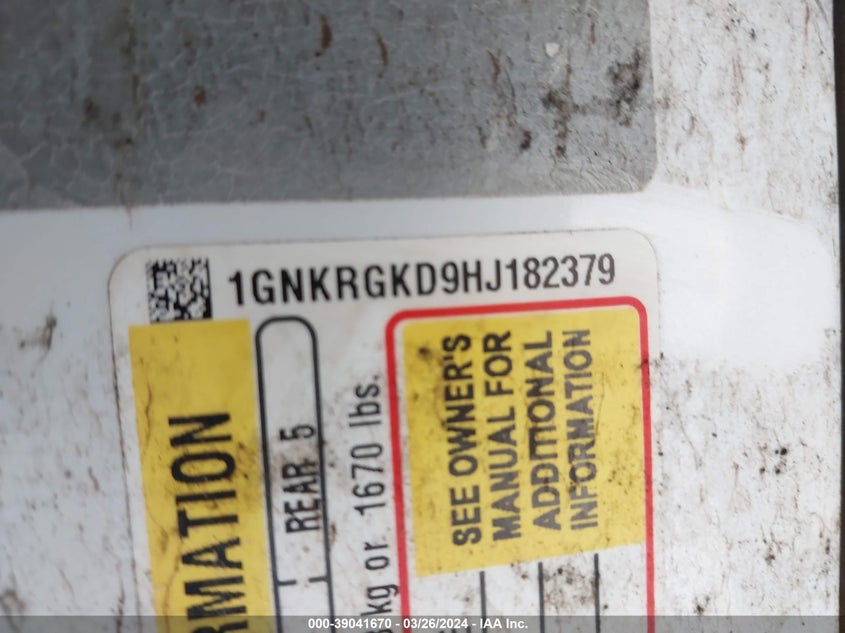 1GNKRGKD9HJ182379
RMATION
REAR 5
kg or 1670 lbs.
SEE OWNER'S
MANUAL FOR
ADDITIONAL
INFORMATION
000-39041670 - 03/26/2024 - IAA Inc.